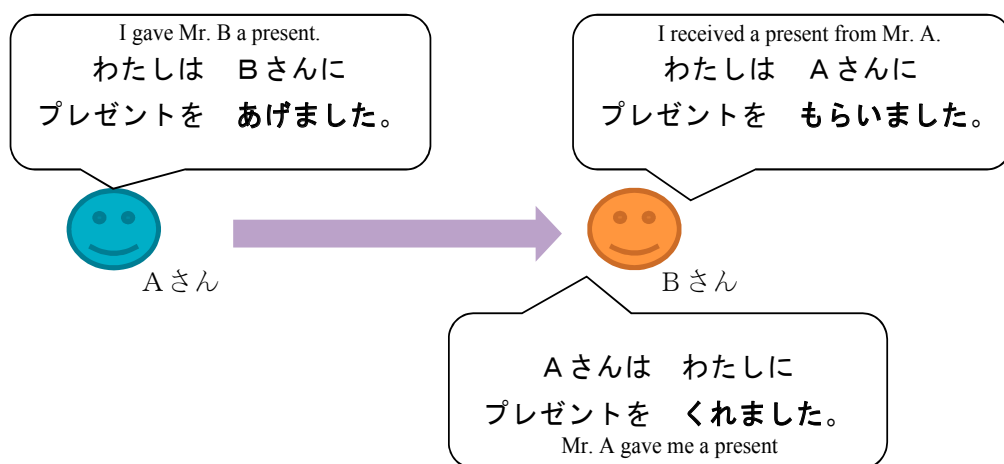 I gave Mr. B a present.
わたしは　Ｂさんに
プレゼントを　あげました。
I received a present from Mr. A.
わたしは　Ａさんに
プレゼントを　もらいました。
Ａさん
Ｂさん
Ａさんは　わたしに
プレゼントを　くれました。
Mr. A gave me a present